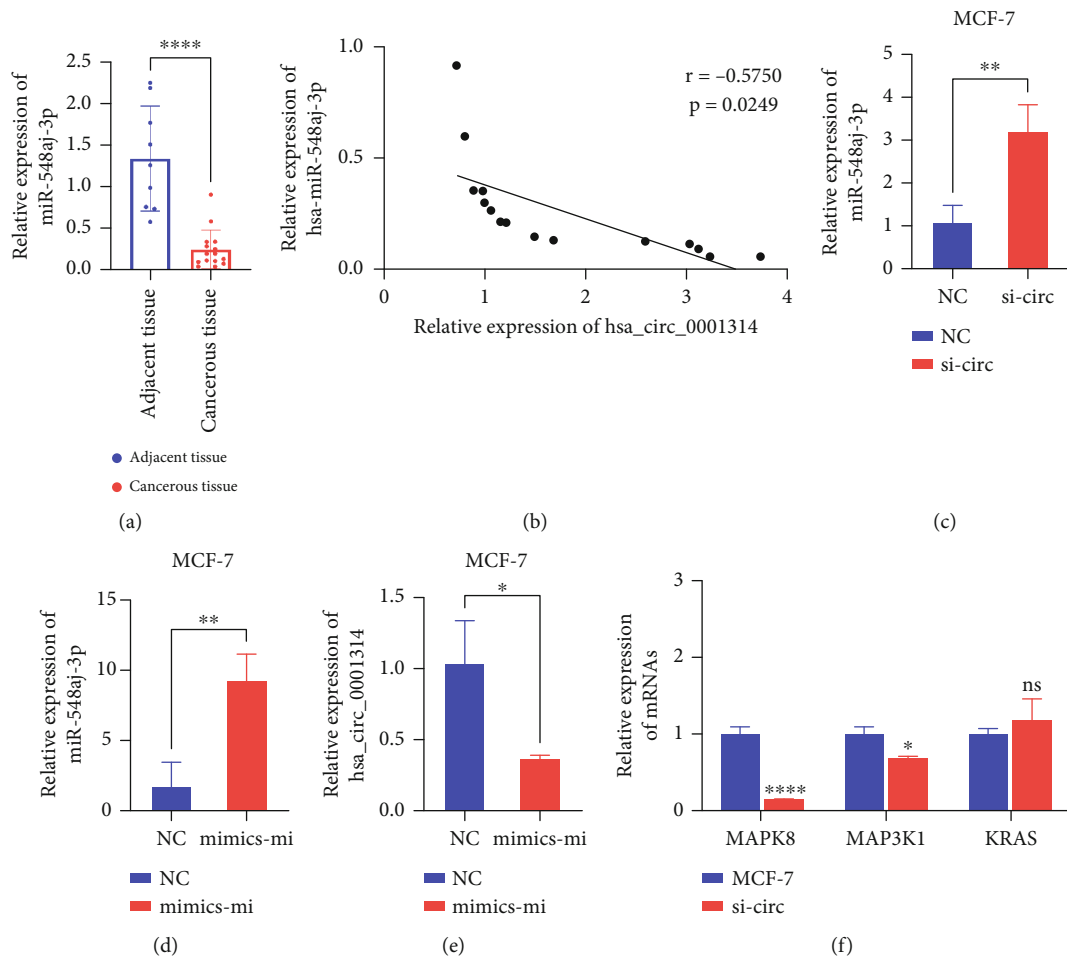 Relative expression of
miR-548aj-3p
2.5
2.0
1.5
1.0
0.5
0.0
****
Adjacent tissue
Cancerous tissue
Adjacent tissue
Cancerous tissue
(a)
Relative expression of
hsa-miR-548aj-3p
1.0
0.5
0.0
r = –0.5750
p = 0.0249
0
1
2
3
4
Relative expression of hsa_circ_0001314
(b)
MCF-7
Relative expression of
miR-548aj-3p
5
4
3
2
1
0
**
NC
si-circ
NC
si-circ
(c)
MCF-7
Relative expression of
miR-548aj-3p
15
10
5
0
**
NC
mimics-mi
NC
mimics-mi
(d)
MCF-7
Relative expression of
hsa_circ_0001314
1.5
1.0
0.5
0.0
*
NC
mimics-mi
NC
mimics-mi
(e)
Relative expression
of mRNAs
3
2
1
0
****
*
ns
MAPK8
MAP3K1
KRAS
MCF-7
si-circ
(f)